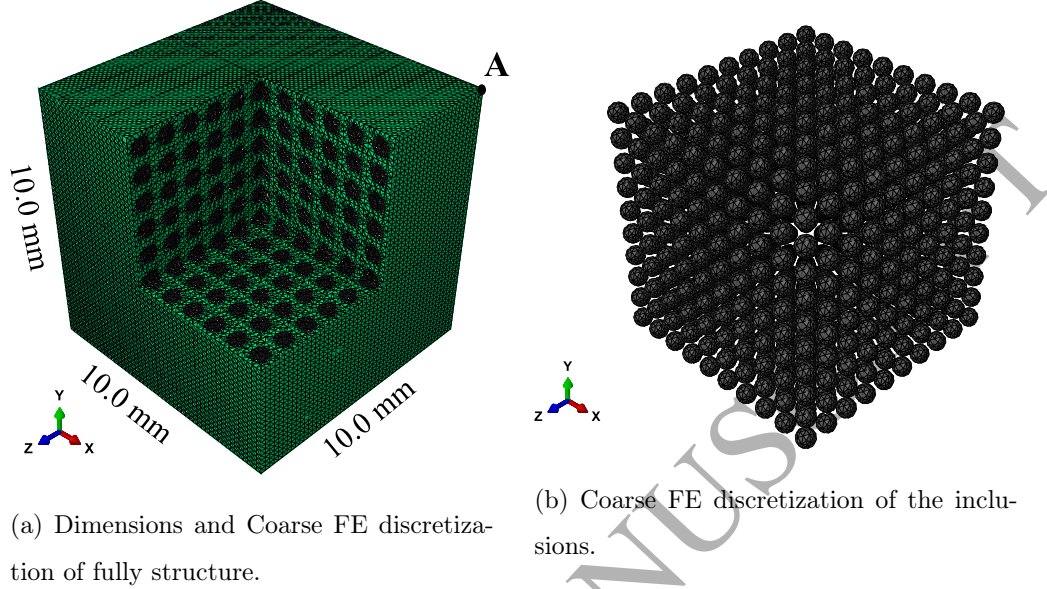 A
10.0 mm
10.0 mm
10.0 mm
Y
Z
X
Y
Z
X
(a) Dimensions and Coarse FE discretiza-
tion of fully structure.
(b) Coarse FE discretization of the inclu-
sions.
NUS
T